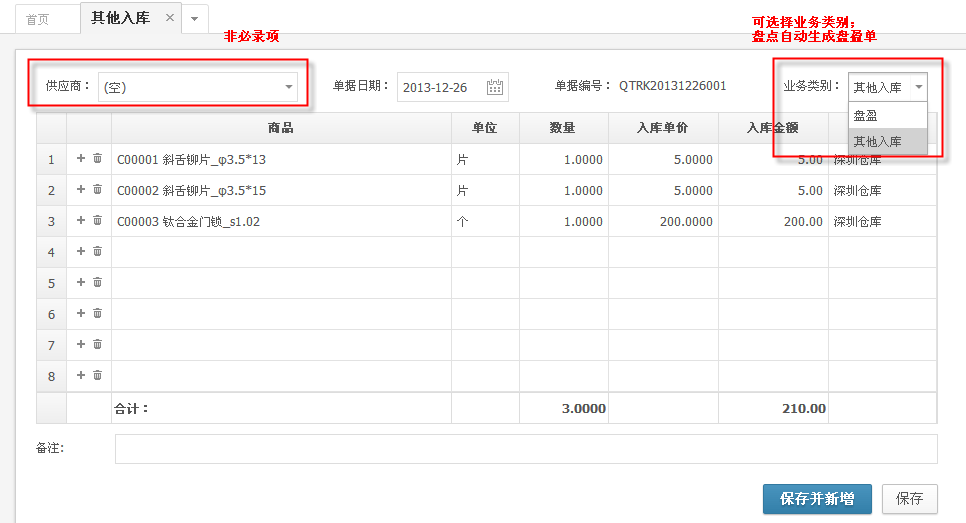 首页 其他入库 ×
非必录项
可选择业务类别；
盘点自动生成盘盈单
供应商： (空) 单据日期： 2013-12-26 单据编号： QTRK20131226001 业务类别： 其他入库
盘盈
其他入库
商品 单位 数量 入库单价 入库金额
1 + C00001 斜舌铆片_φ3.5*13 片 1.0000 5.0000 5.00 深圳仓库
2 + C00002 斜舌铆片_φ3.5*15 片 1.0000 5.0000 5.00 深圳仓库
3 + C00003 钛合金门锁_s1.02 个 1.0000 200.0000 200.00 深圳仓库
4 +
5 +
6 +
7 +
8 +
合计： 3.0000 210.00
备注:
保存并新增 保存